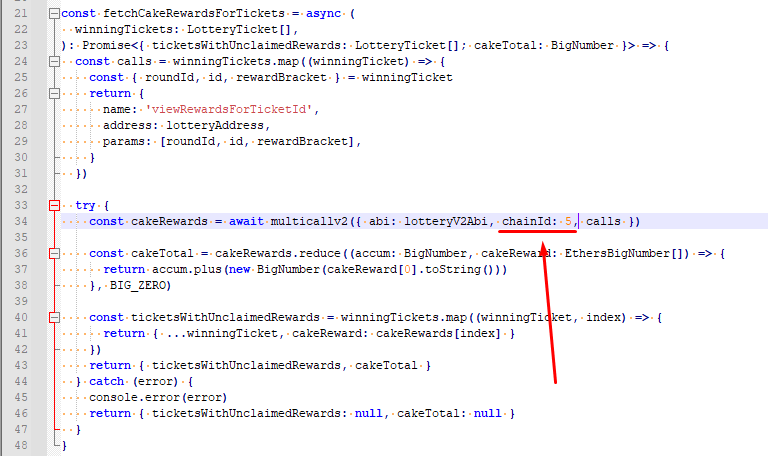 20
21 const fetchCakeRewardsForTickets = async (
22   winningTickets: LotteryTicket[],
23 ): Promise<{ ticketsWithUnclaimedRewards: LotteryTicket[]; cakeTotal: BigNumber }> => {
24   const calls = winningTickets.map((winningTicket) => {
25     const { roundId, id, rewardBracket } = winningTicket
26     return {
27       name: 'viewRewardsForTicketId',
28       address: lotteryAddress,
29       params: [roundId, id, rewardBracket],
30     }
31   })
32
33   try {
34     const cakeRewards = await multicallv2({ abi: lotteryV2Abi, chainId: 5, calls })
35
36     const cakeTotal = cakeRewards.reduce((accum: BigNumber, cakeReward: EthersBigNumber[]) => {
37       return accum.plus(new BigNumber(cakeReward[0].toString()))
38     }, BIG_ZERO)
39
40     const ticketsWithUnclaimedRewards = winningTickets.map((winningTicket, index) => {
41       return { ...winningTicket, cakeReward: cakeRewards[index] }
42     })
43     return { ticketsWithUnclaimedRewards, cakeTotal }
44   } catch (error) {
45     console.error(error)
46     return { ticketsWithUnclaimedRewards: null, cakeTotal: null }
47   }
48 }